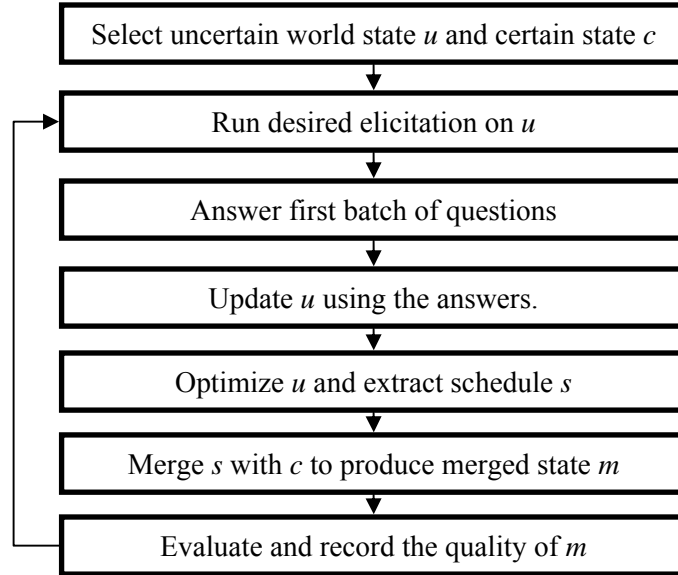 Select uncertain world state u and certain state c
Run desired elicitation on u
Answer first batch of questions
Update u using the answers.
Optimize u and extract schedule s
Merge s with c to produce merged state m
Evaluate and record the quality of m